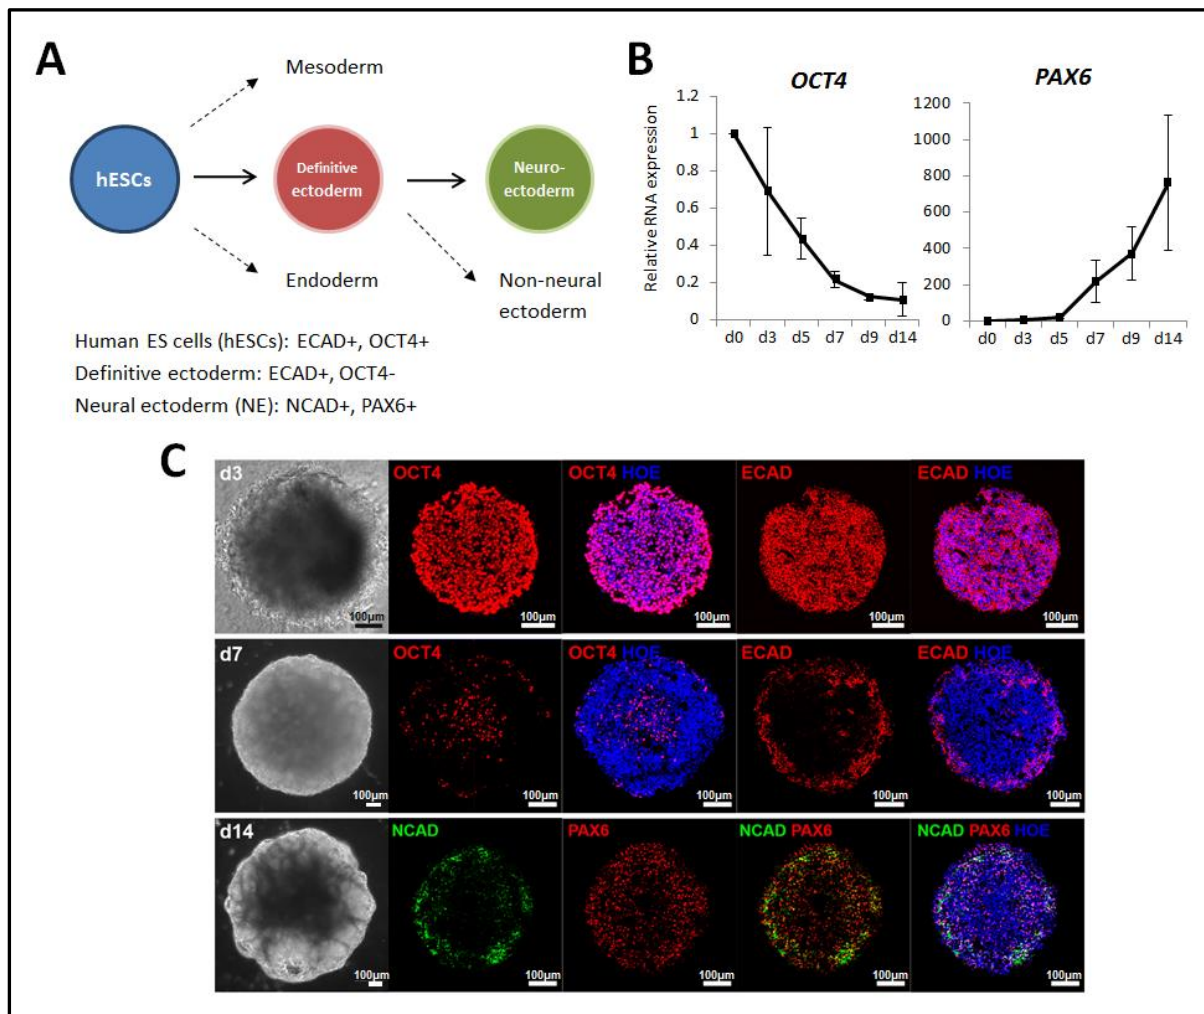 A
Mesoderm
hESCs
Definitive
ectoderm
Neuro-
ectoderm
Endoderm
Non-neural
ectoderm
Human ES cells (hESCs): ECAD+, OCT4+
Definitive ectoderm: ECAD+, OCT4-
Neural ectoderm (NE): NCAD+, PAX6+
B
OCT4
Relative RNA expression
1.2
1
0.8
0.6
0.4
0.2
0
d0 d3 d5 d7 d9 d14
PAX6
1200
1000
800
600
400
200
0
d0 d3 d5 d7 d9 d14
C
d3 OCT4 OCT4 HOE ECAD ECAD HOE
100µm 100µm 100µm 100µm 100µm
d7 OCT4 OCT4 HOE ECAD ECAD HOE
100µm 100µm 100µm 100µm 100µm
d14 NCAD PAX6 NCAD PAX6 NCAD PAX6 HOE
100µm 100µm 100µm 100µm 100µm